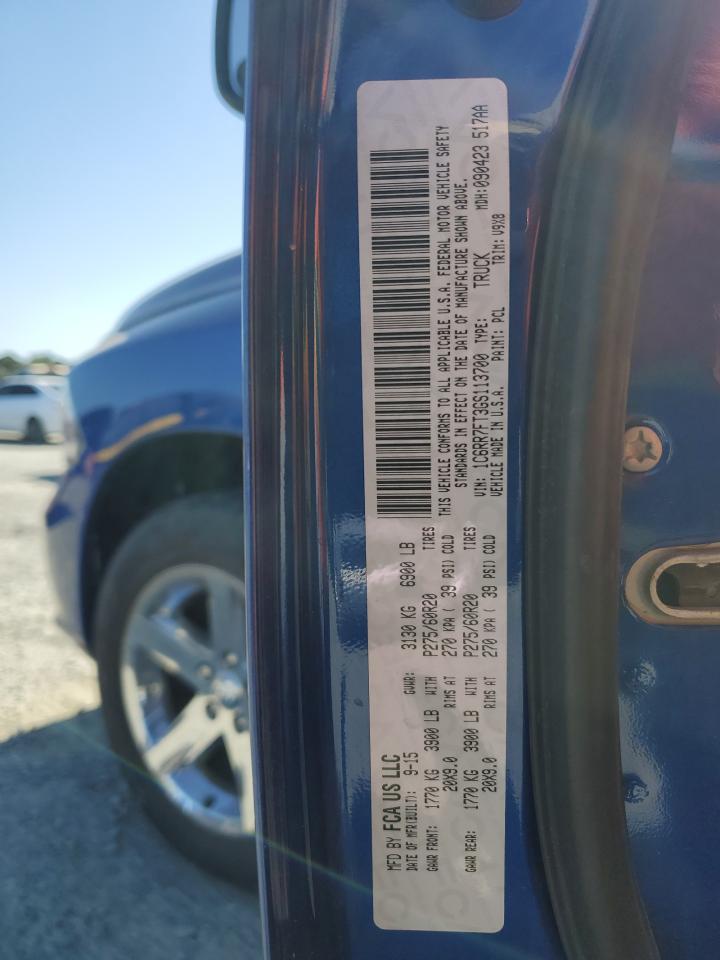 MFD BY FCA US LLC
DATE OF MFR(BUILT): 9-15 GVWR: 3130 KG 6900 LB
GAWR FRONT: 1770 KG 3900 LB WITH P275/60R20 TIRES
20X9.0 RIMS AT 270 KPA ( 39 PSI) COLD
GAWR REAR: 1770 KG 3900 LB WITH P275/60R20 TIRES
20X9.0 RIMS AT 270 KPA ( 39 PSI) COLD
THIS VEHICLE CONFORMS TO ALL APPLICABLE U.S.A. FEDERAL MOTOR VEHICLE SAFETY
STANDARDS IN EFFECT ON THE DATE OF MANUFACTURE SHOWN ABOVE.
VIN: 1C6RR7FT3GS113700 TYPE: TRUCK MDH:090423 517AA
VEHICLE MADE IN U.S.A. PAINT: PCL TRIM: V9XB